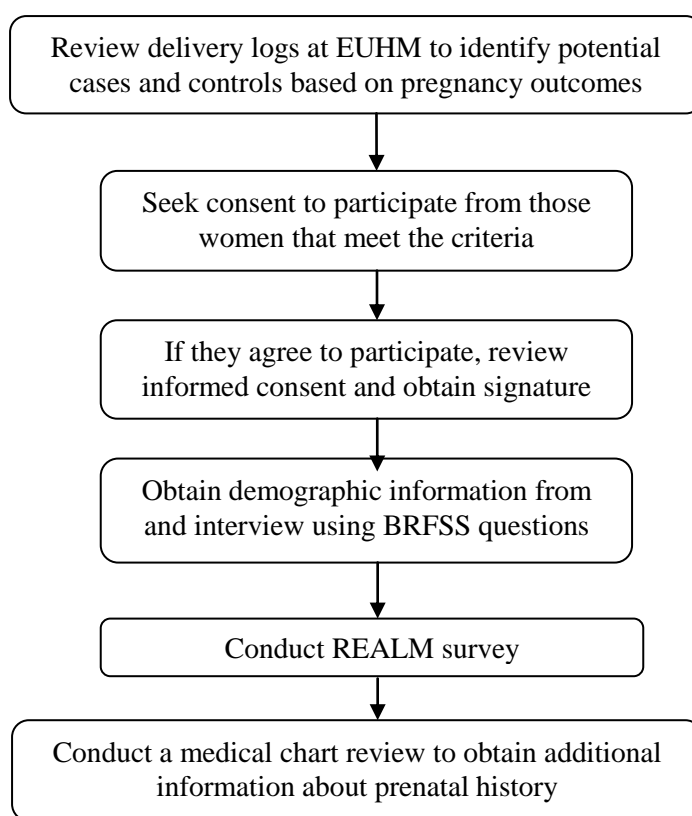 Review delivery logs at EUHM to identify potential
cases and controls based on pregnancy outcomes
Seek consent to participate from those
women that meet the criteria
If they agree to participate, review
informed consent and obtain signature
Obtain demographic information from
and interview using BRFSS questions
Conduct REALM survey
Conduct a medical chart review to obtain additional
information about prenatal history